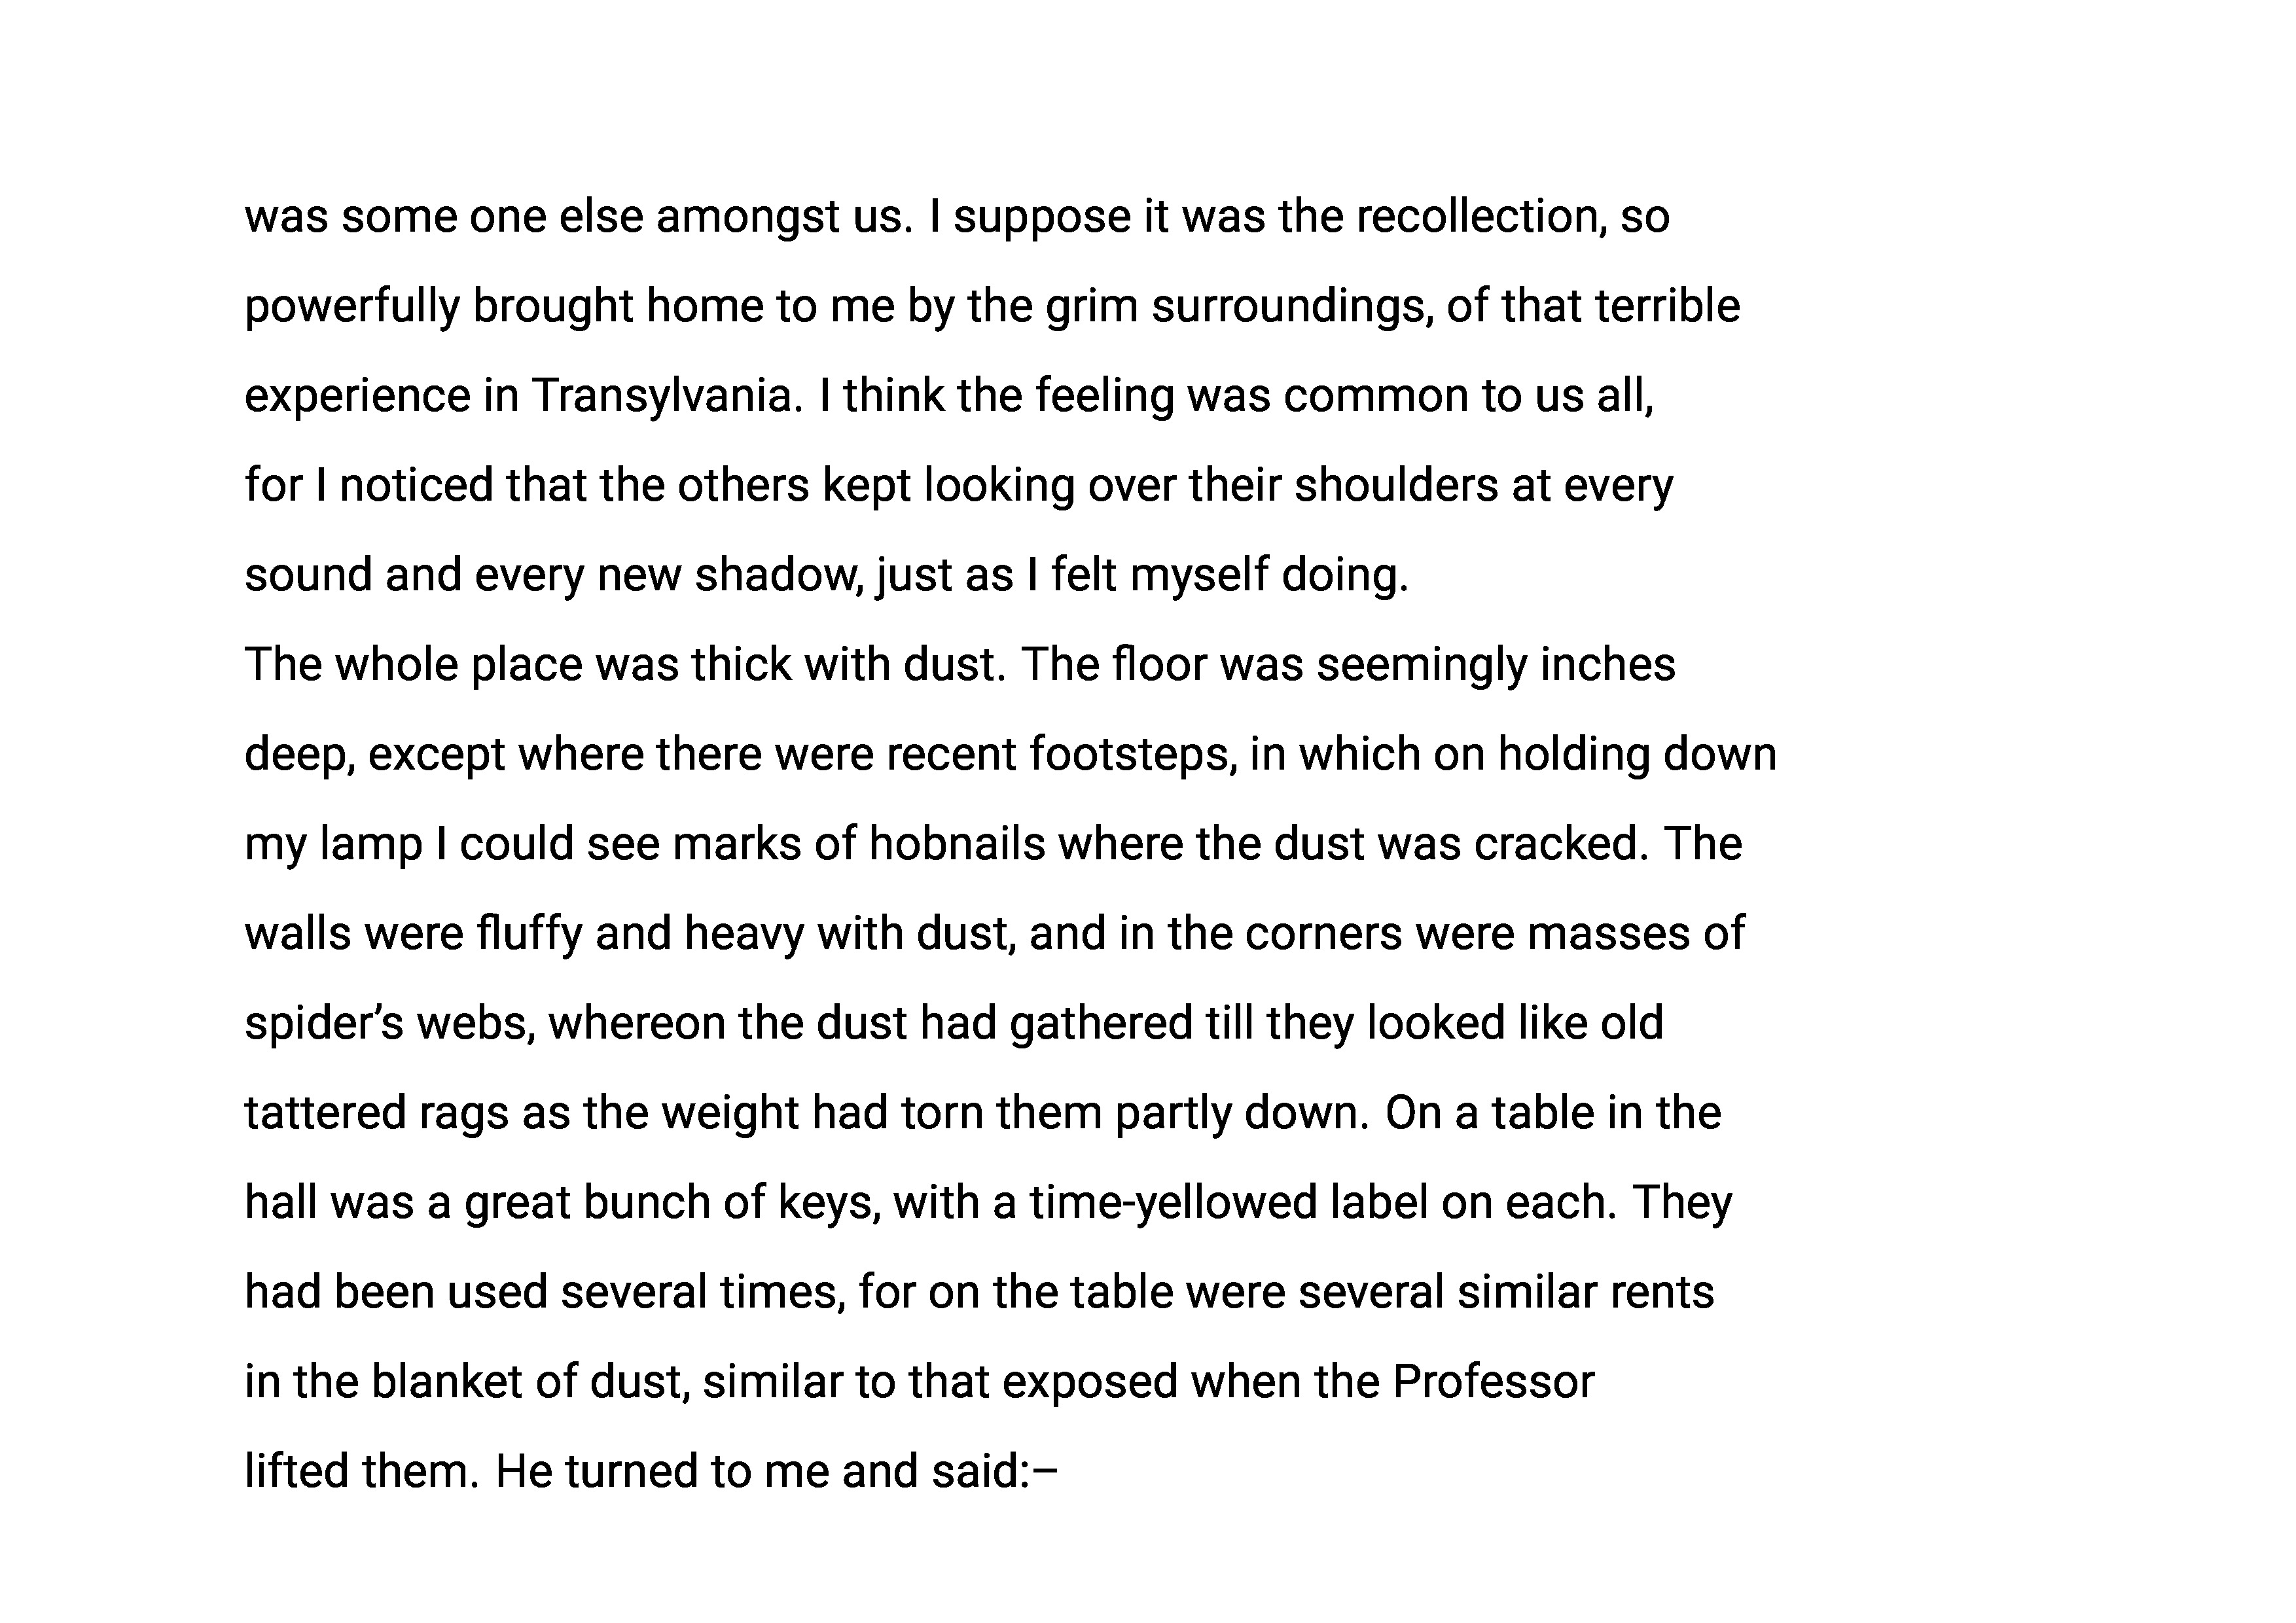 was some one else amongst us. I suppose it was the recollection, so
powerfully brought home to me by the grim surroundings, of that terrible
experience in Transylvania. I think the feeling was common to us all,
for I noticed that the others kept looking over their shoulders at every
sound and every new shadow, just as I felt myself doing.
The whole place was thick with dust. The floor was seemingly inches
deep, except where there were recent footsteps, in which on holding down
my lamp I could see marks of hobnails where the dust was cracked. The
walls were fluffy and heavy with dust, and in the corners were masses of
spider’s webs, whereon the dust had gathered till they looked like old
tattered rags as the weight had torn them partly down. On a table in the
hall was a great bunch of keys, with a time-yellowed label on each. They
had been used several times, for on the table were several similar rents
in the blanket of dust, similar to that exposed when the Professor
lifted them. He turned to me and said:–